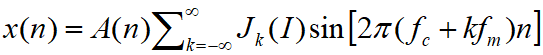 x(n) = A(n)∑_{k=-∞}^{∞} J_k(I) sin[2π(f_c + kf_m)n]